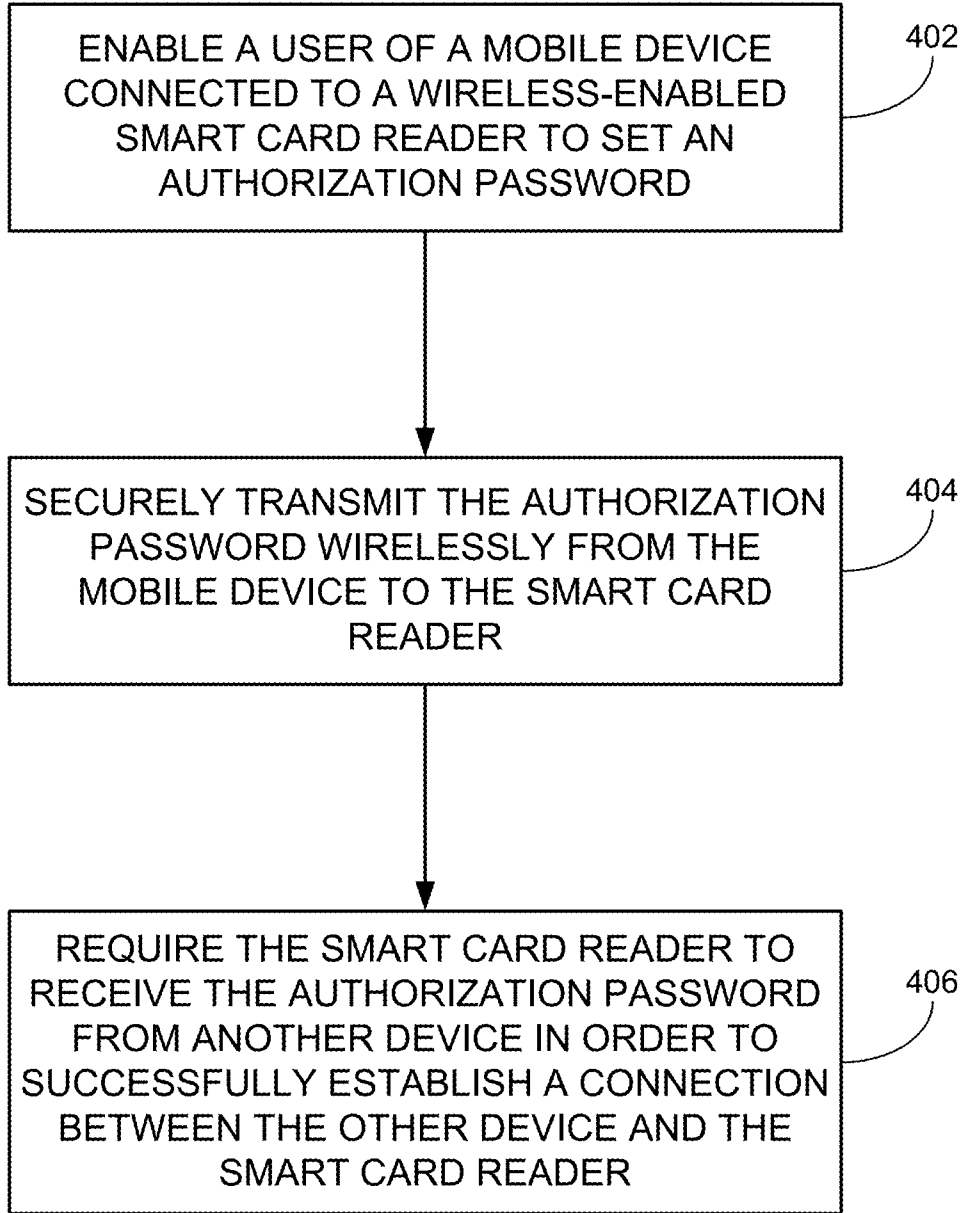 ENABLE A USER OF A MOBILE DEVICE
CONNECTED TO A WIRELESS-ENABLED
SMART CARD READER TO SET AN
AUTHORIZATION PASSWORD
402
SECURELY TRANSMIT THE AUTHORIZATION
PASSWORD WIRELESSLY FROM THE
MOBILE DEVICE TO THE SMART CARD
READER
404
REQUIRE THE SMART CARD READER TO
RECEIVE THE AUTHORIZATION PASSWORD
FROM ANOTHER DEVICE IN ORDER TO
SUCCESSFULLY ESTABLISH A CONNECTION
BETWEEN THE OTHER DEVICE AND THE
SMART CARD READER
406